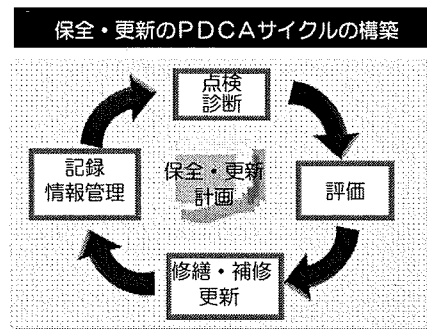 保全・更新のPDCAサイクルの構築
点検
診断
記録
情報管理
保全・更新
計画
評価
修繕・補修
更新